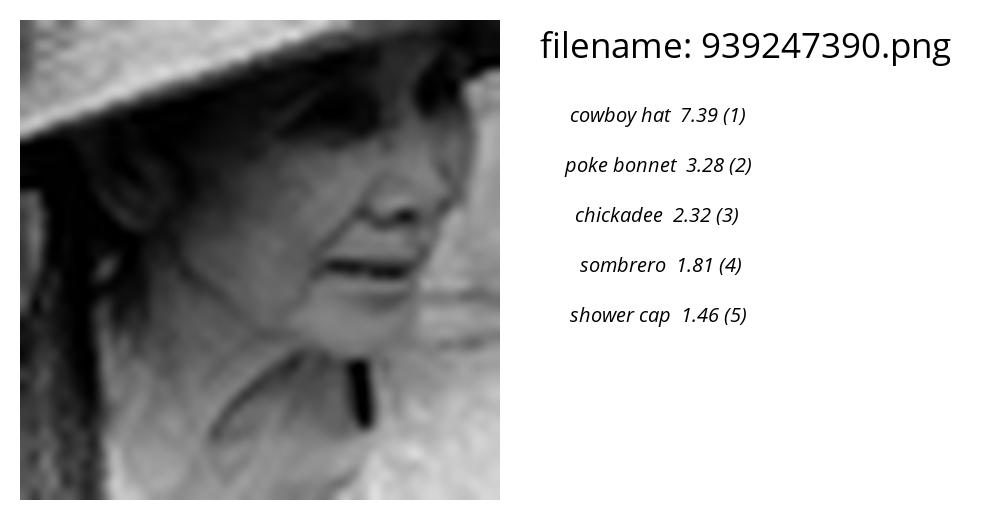 filename: 939247390.png
cowboy hat 7.39 (1)
poke bonnet 3.28 (2)
chickadee 2.32 (3)
sombrero 1.81 (4)
shower cap 1.46 (5)